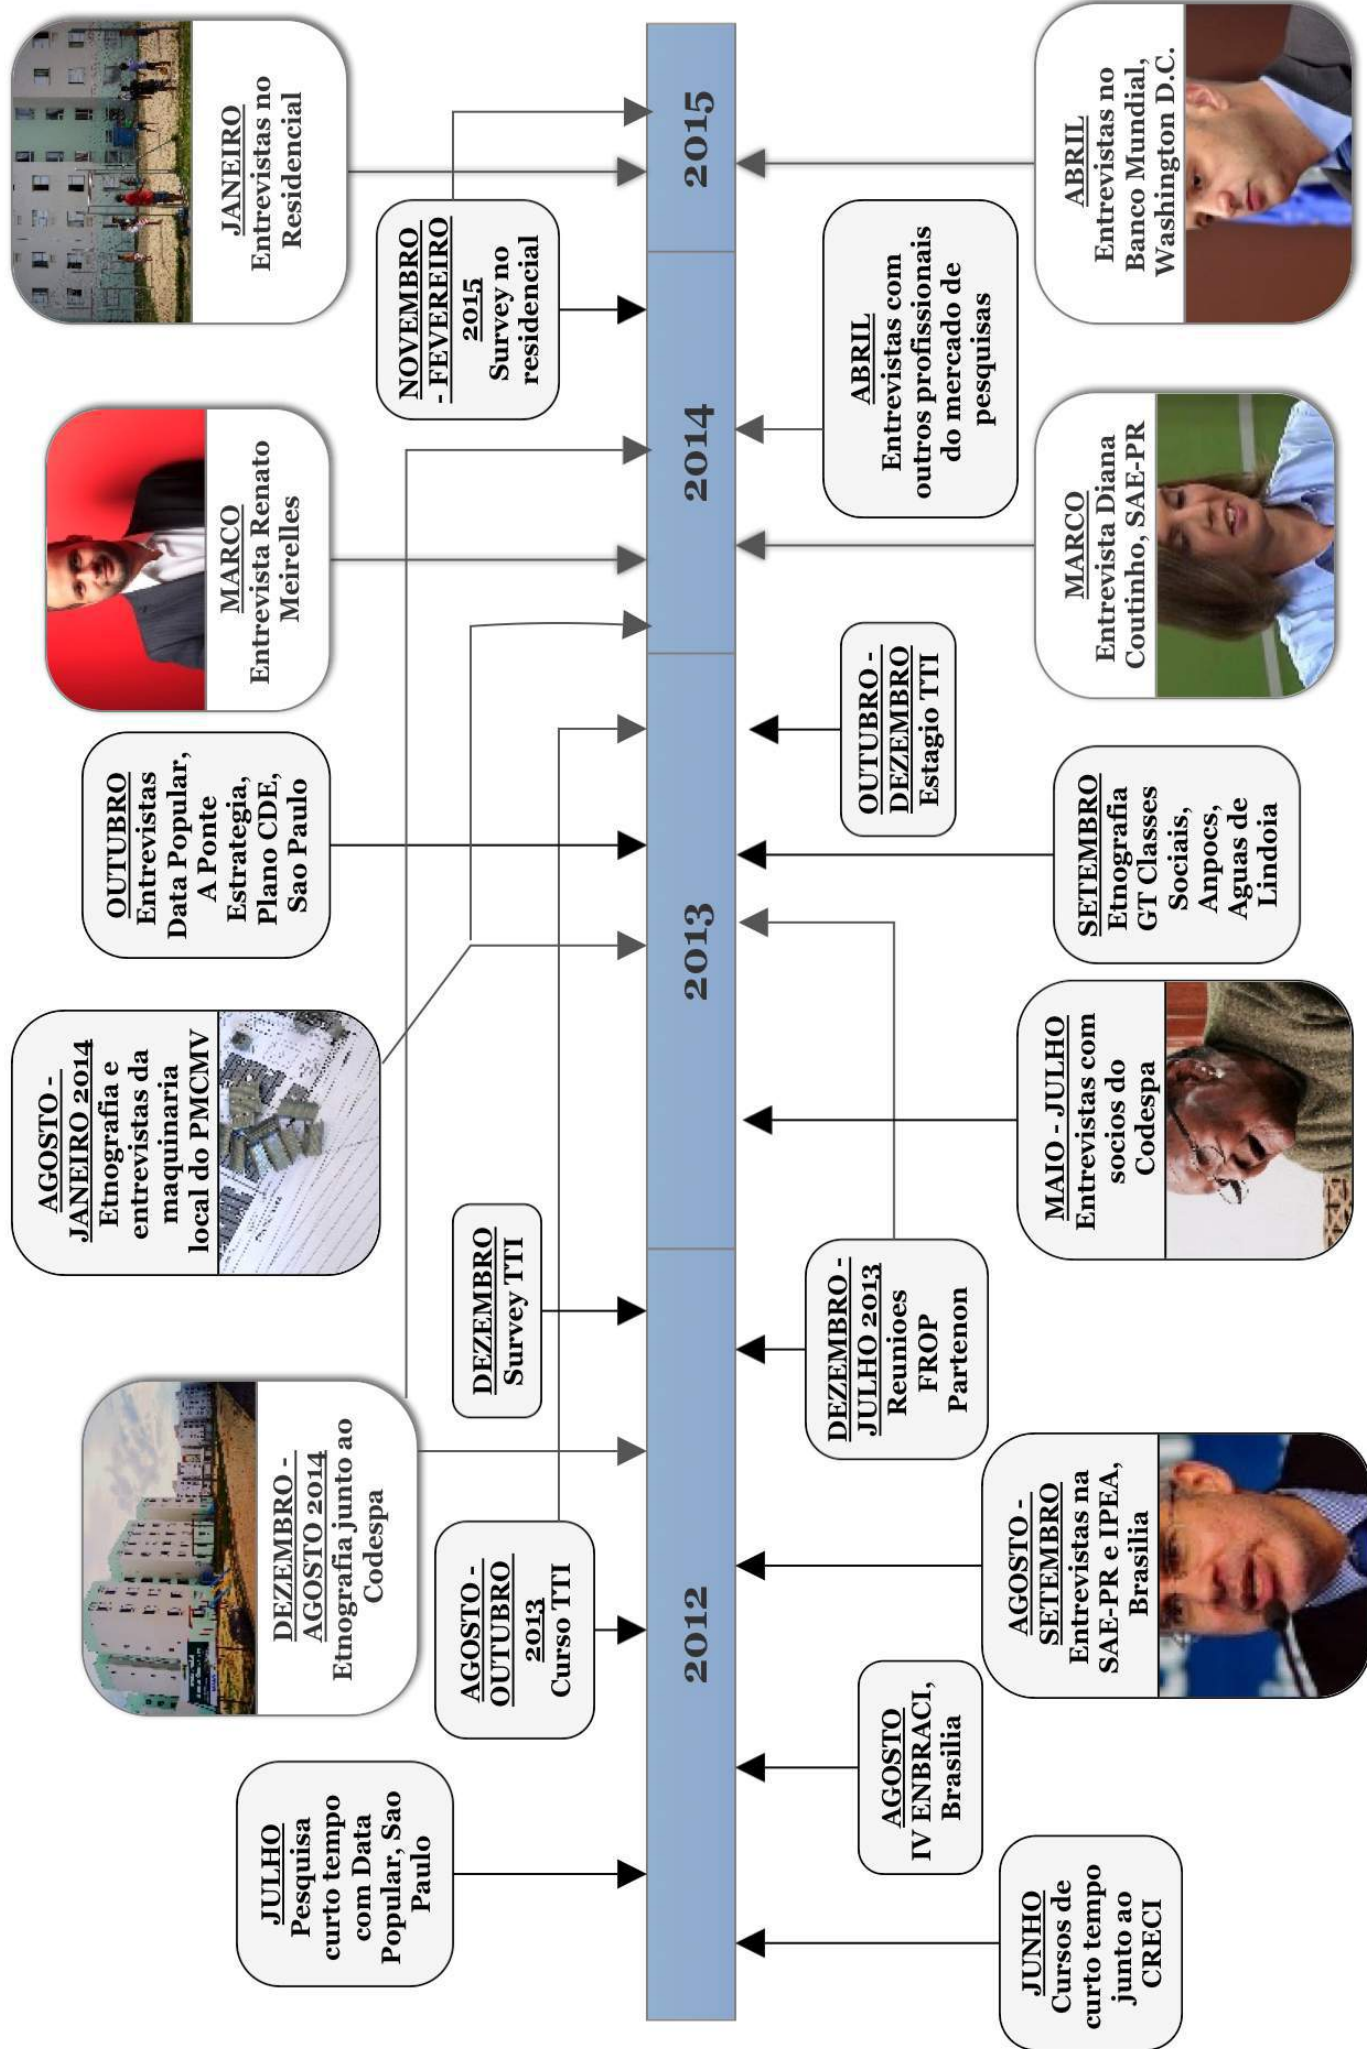 JULHO
Pesquisa
curto tempo
com Data
Popular, Sao
Paulo
DEZEMBRO -
AGOSTO 2014
Etnografia junto ao
Codespa
AGOSTO -
OUTUBRO
2013
Curso TTI
DEZEMBRO
Survey TTI
AGOSTO -
JANEIRO 2014
Etnografia e
entrevistas da
maquinaria
local do PMCMV
OUTUBRO
Entrevistas
Data Popular,
A Ponte
Estrategia,
Plano CDE,
Sao Paulo
MARCO
Entrevista Renato
Meirelles
NOVEMBRO
- FEVEREIRO
2015
Survey no
residencial
JANEIRO
Entrevistas no
Residencial
2012
2013
2014
2015
JUNHO
Cursos de
curto tempo
junto ao
CRECI
AGOSTO
IV ENBRACI,
Brasilia
AGOSTO -
SETEMBRO
Entrevistas na
SAE-PR e IPEA,
Brasilia
DEZEMBRO -
JULHO 2013
Reunioes
FROP
Partenon
MAIO - JULHO
Entrevistas com
socios do
Codespa
SETEMBRO
Etnografia
GT Classes
Sociais,
Anpocs,
Aguas de
Lindoia
OUTUBRO -
DEZEMBRO
Estagio TTI
MARCO
Entrevista Diana
Coutinho, SAE-PR
ABRIL
Entrevistas com
outros profissionais
do mercado de
pesquisas
ABRIL
Entrevistas no
Banco Mundial,
Washington D.C.